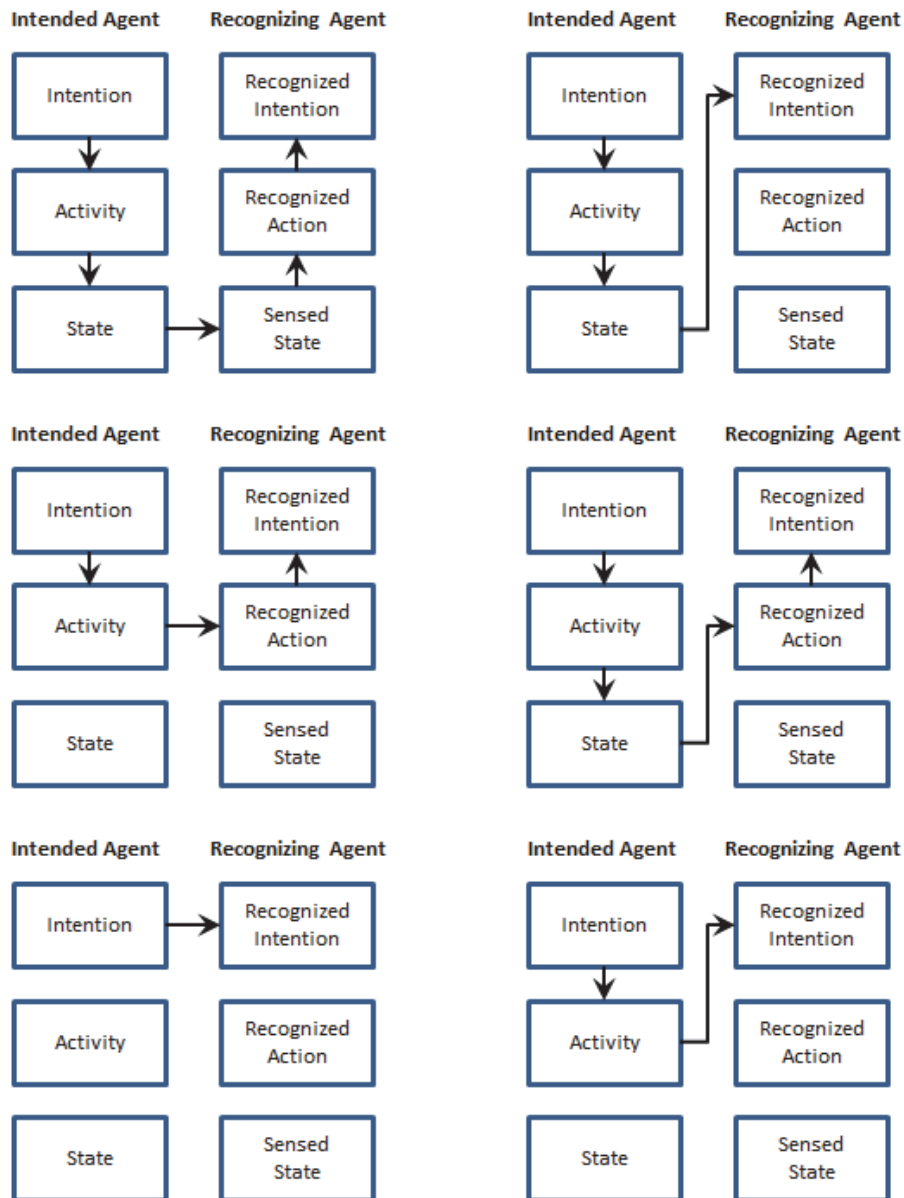 Intended Agent Recognizing Agent
Intention
Recognized
Intention
Activity
Recognized
Action
State
Sensed
State
Intended Agent Recognizing Agent
Intention
Recognized
Intention
Activity
Recognized
Action
State
Sensed
State
Intended Agent Recognizing Agent
Intention
Recognized
Intention
Activity
Recognized
Action
State
Sensed
State
Intended Agent Recognizing Agent
Intention
Recognized
Intention
Activity
Recognized
Action
State
Sensed
State
Intended Agent Recognizing Agent
Intention
Recognized
Intention
Activity
Recognized
Action
State
Sensed
State
Intended Agent Recognizing Agent
Intention
Recognized
Intention
Activity
Recognized
Action
State
Sensed
State